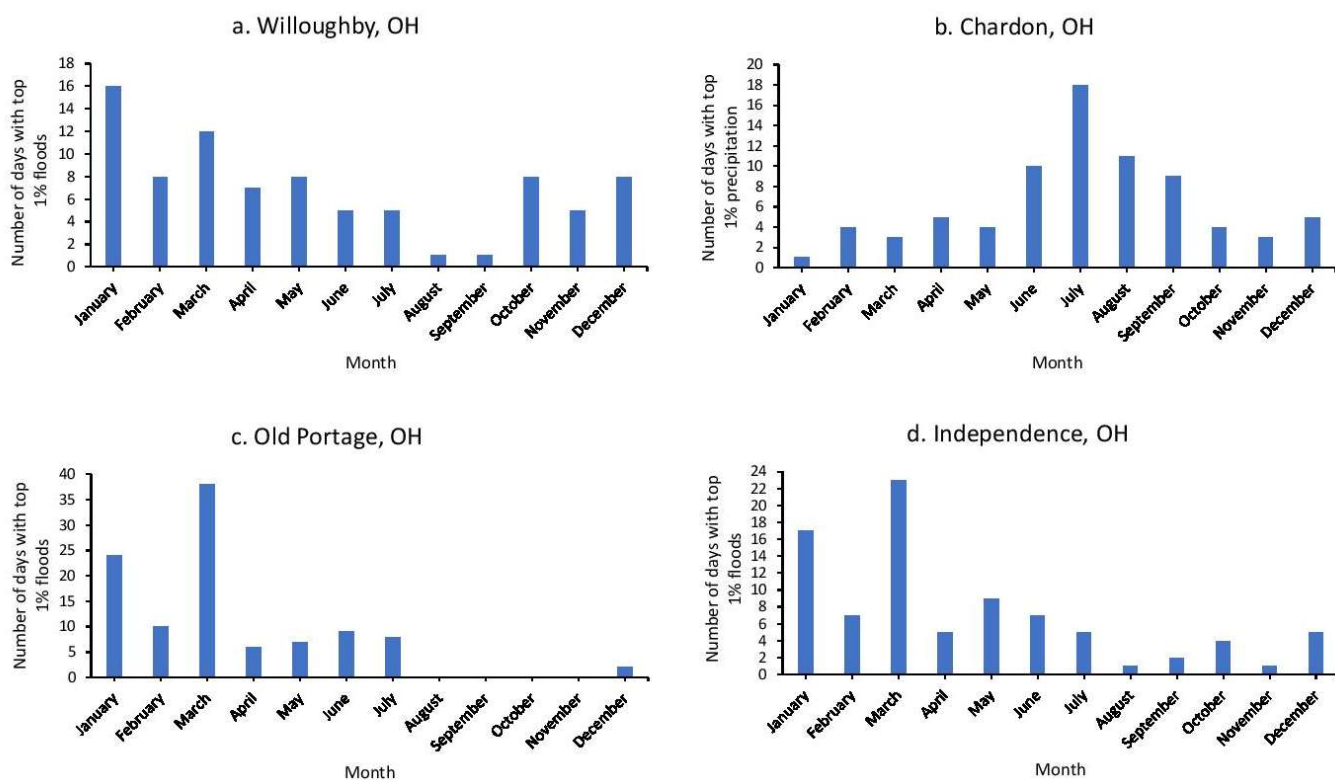 a. Willoughby, OH
Number of days with top
1% floods
18
16
14
12
10
8
6
4
2
0
January
February
March
April
May
June
July
August
September
October
November
December
Month
b. Chardon, OH
Number of days with top
1% precipitation
20
18
16
14
12
10
8
6
4
2
0
January
February
March
April
May
June
July
August
September
October
November
December
Month
c. Old Portage, OH
Number of days with top
1% floods
40
35
30
25
20
15
10
5
0
January
February
March
April
May
June
July
August
September
October
November
December
Month
d. Independence, OH
Number of days with top
1% floods
24
22
20
18
16
14
12
10
8
6
4
2
0
January
February
March
April
May
June
July
August
September
October
November
December
Month